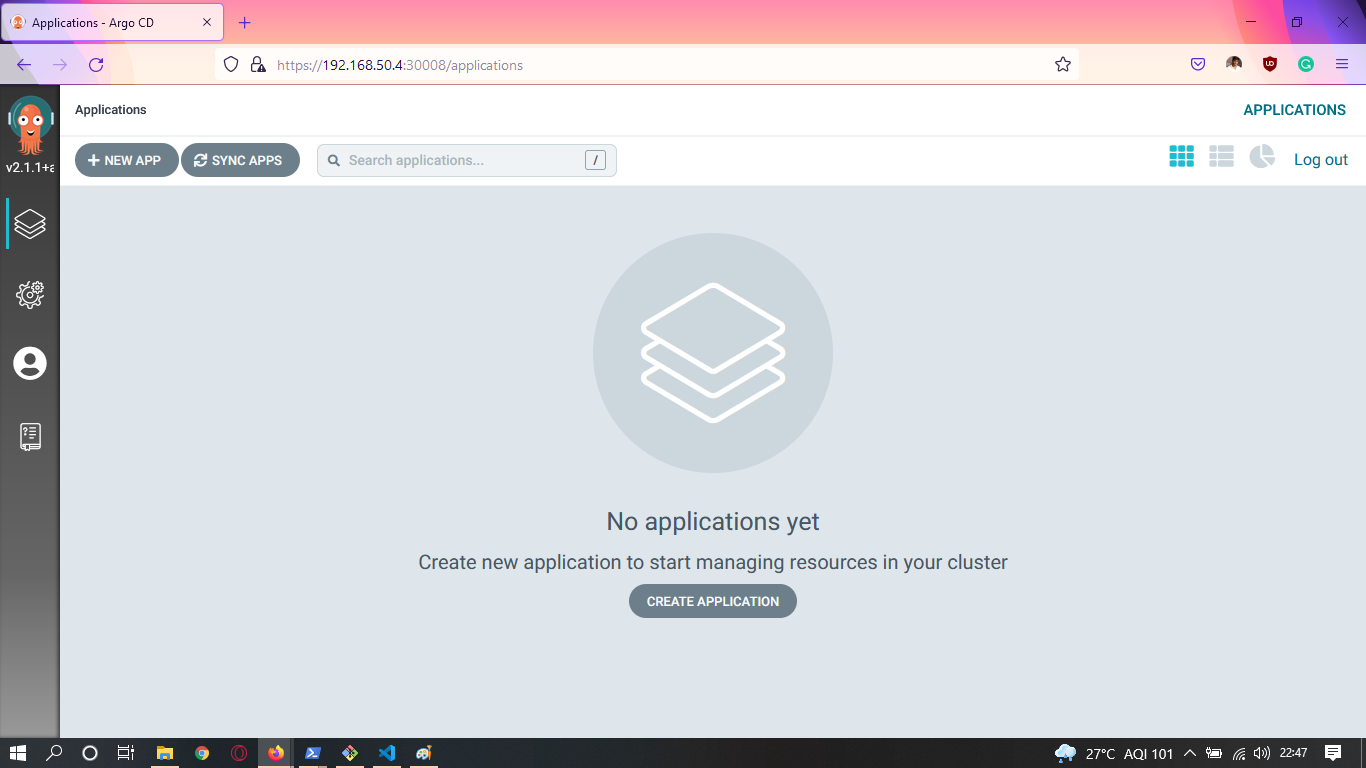 Applications - Argo CD
https://192.168.50.4:30008/applications
v2.1.1+a
Applications
APPLICATIONS
NEW APP
SYNC APPS
Search applications...
/
Log out
No applications yet
Create new application to start managing resources in your cluster
CREATE APPLICATION
27°C AQI 101
22:47